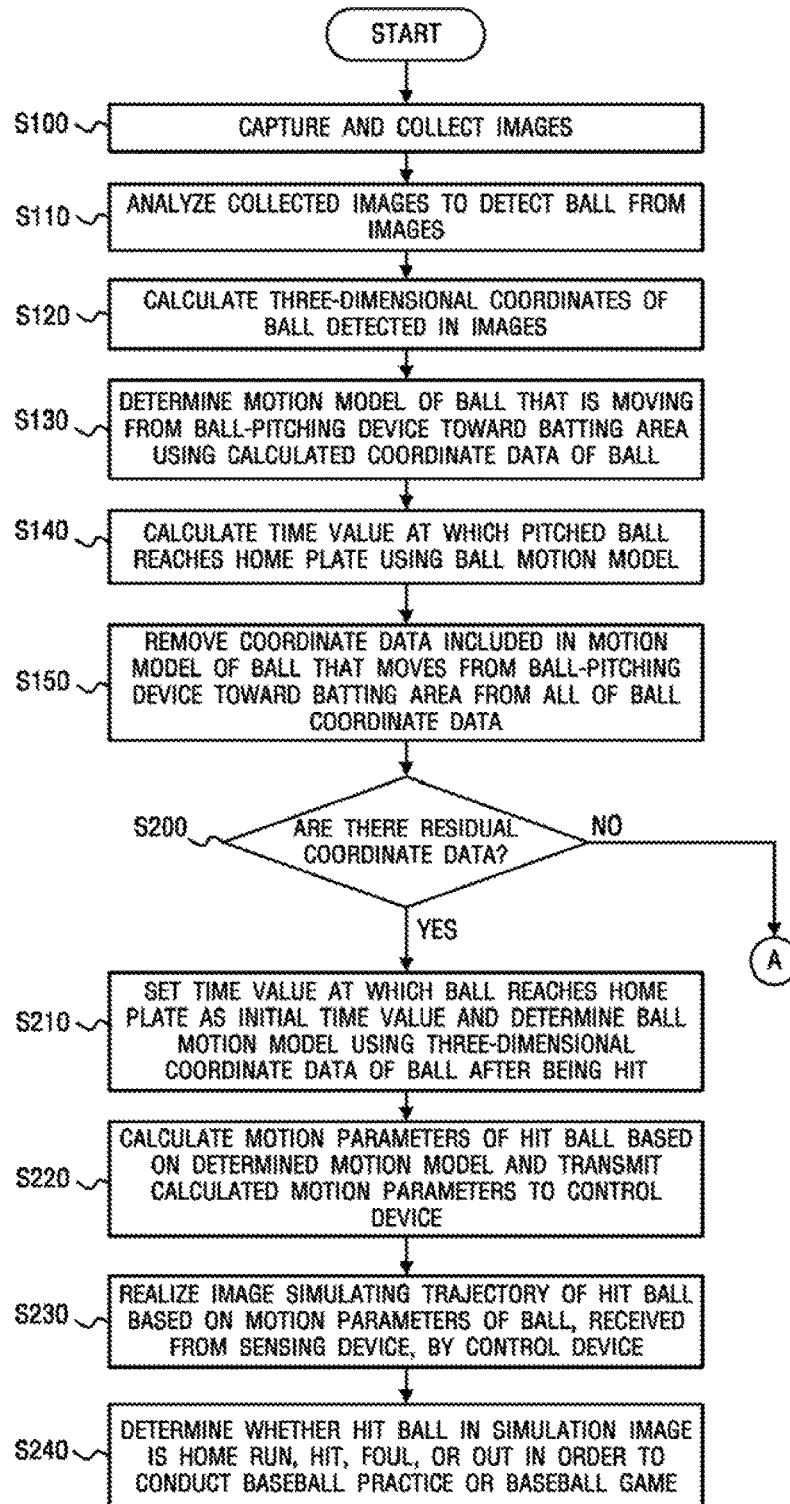 START
S100
CAPTURE AND COLLECT IMAGES
S110
ANALYZE COLLECTED IMAGES TO DETECT BALL FROM
IMAGES
S120
CALCULATE THREE-DIMENSIONAL COORDINATES OF
BALL DETECTED IN IMAGES
S130
DETERMINE MOTION MODEL OF BALL THAT IS MOVING
FROM BALL-PITCHING DEVICE TOWARD BATTING AREA
USING CALCULATED COORDINATE DATA OF BALL
S140
CALCULATE TIME VALUE AT WHICH PITCHED BALL
REACHES HOME PLATE USING BALL MOTION MODEL
S150
REMOVE COORDINATE DATA INCLUDED IN MOTION
MODEL OF BALL THAT MOVES FROM BALL-PITCHING
DEVICE TOWARD BATTING AREA FROM ALL OF BALL
COORDINATE DATA
S200
ARE THERE RESIDUAL
COORDINATE DATA?
NO
YES
A
S210
SET TIME VALUE AT WHICH BALL REACHES HOME
PLATE AS INITIAL TIME VALUE AND DETERMINE BALL
MOTION MODEL USING THREE-DIMENSIONAL
COORDINATE DATA OF BALL AFTER BEING HIT
S220
CALCULATE MOTION PARAMETERS OF HIT BALL BASED
ON DETERMINED MOTION MODEL AND TRANSMIT
CALCULATED MOTION PARAMETERS TO CONTROL
DEVICE
S230
REALIZE IMAGE SIMULATING TRAJECTORY OF HIT BALL
BASED ON MOTION PARAMETERS OF BALL, RECEIVED
FROM SENSING DEVICE, BY CONTROL DEVICE
S240
DETERMINE WHETHER HIT BALL IN SIMULATION IMAGE
IS HOME RUN, HIT, FOUL, OR OUT IN ORDER TO
CONDUCT BASEBALL PRACTICE OR BASEBALL GAME